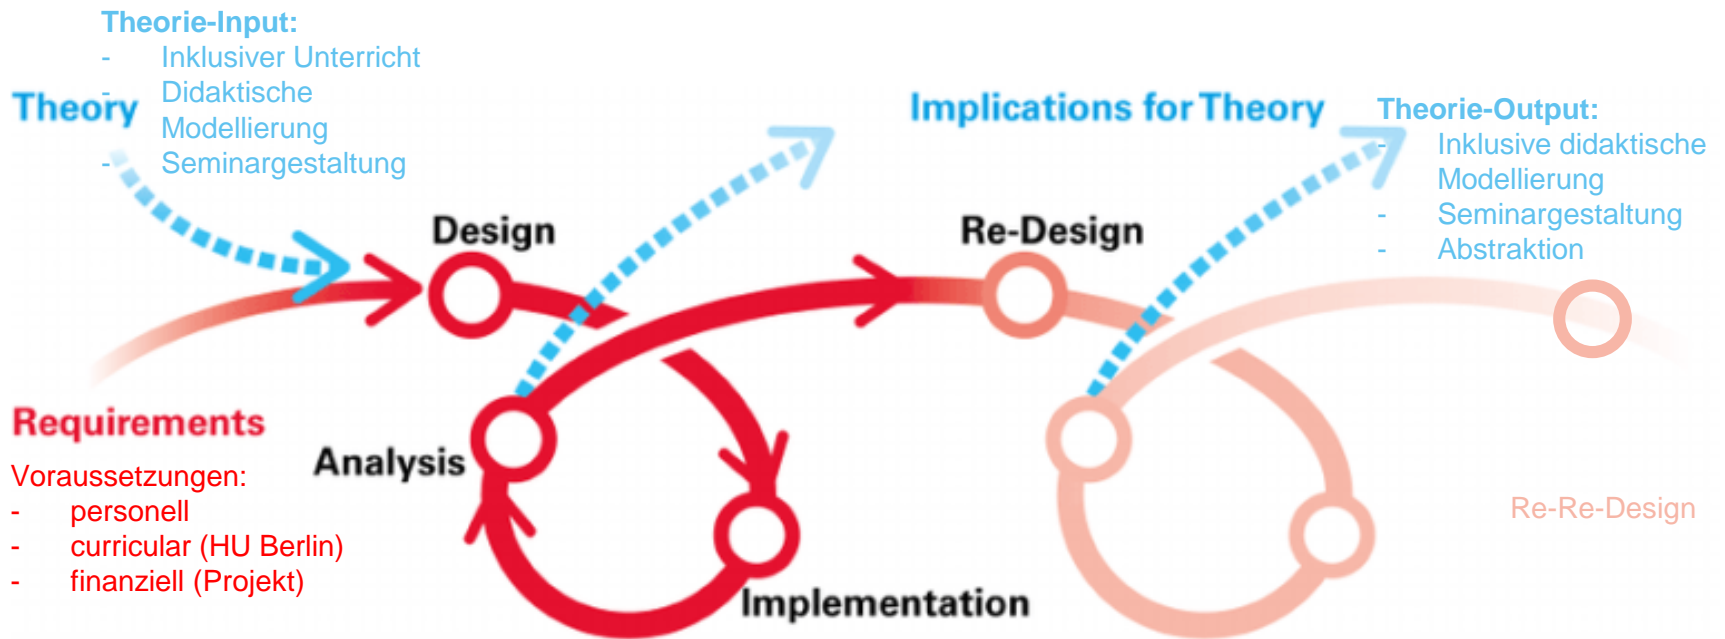 Theorie-Input:
- Inklusiver Unterricht
- Didaktische
Modellierung
- Seminargestaltung
Theory
Implications for Theory
Theorie-Output:
- Inklusive didaktische
Modellierung
- Seminargestaltung
- Abstraktion
Design
Re-Design
Requirements
Voraussetzungen:
- personell
- curricular (HU Berlin)
- finanziell (Projekt)
Analysis
Implementation
Re-Re-Design